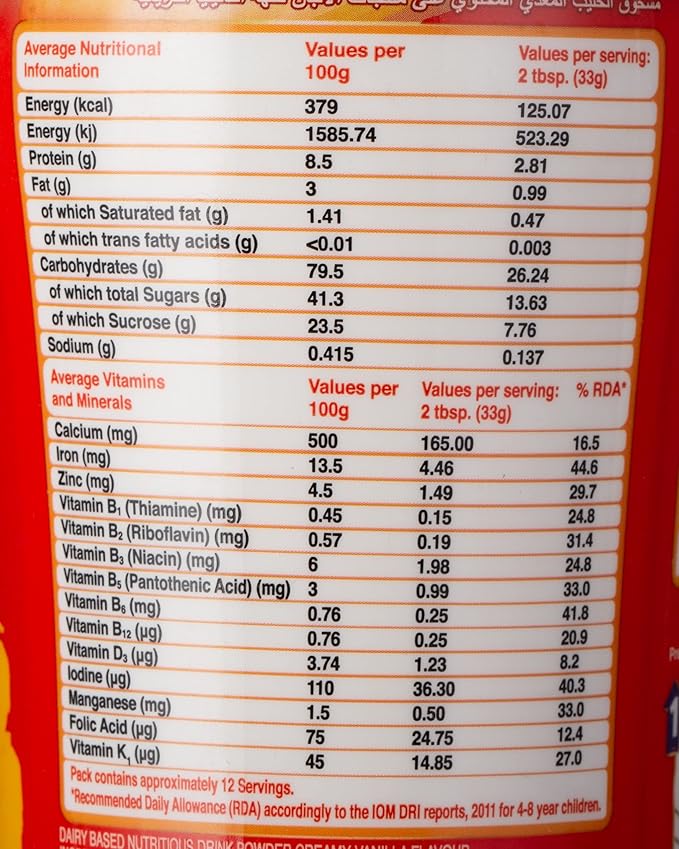 مسحوق الحليب المغذي المحتوي على
Average Nutritional Information Values per 100g Values per serving: 2 tbsp. (33g)
Energy (kcal) 379 125.07
Energy (kj) 1585.74 523.29
Protein (g) 8.5 2.81
Fat (g) 3 0.99
of which Saturated fat (g) 1.41 0.47
of which trans fatty acids (g) <0.01 0.003
Carbohydrates (g) 79.5 26.24
of which total Sugars (g) 41.3 13.63
of which Sucrose (g) 23.5 7.76
Sodium (g) 0.415 0.137
Average Vitamins and Minerals Values per 100g Values per serving: 2 tbsp. (33g) % RDA*
Calcium (mg) 500 165.00 16.5
Iron (mg) 13.5 4.46 44.6
Zinc (mg) 4.5 1.49 29.7
Vitamin B₁ (Thiamine) (mg) 0.45 0.15 24.8
Vitamin B₂ (Riboflavin) (mg) 0.57 0.19 31.4
Vitamin B₃ (Niacin) (mg) 6 1.98 24.8
Vitamin B₅ (Pantothenic Acid) (mg) 3 0.99 33.0
Vitamin B₆ (mg) 0.76 0.25 41.8
Vitamin B₁₂ (µg) 0.76 0.25 20.9
Vitamin D₃ (µg) 3.74 1.23 8.2
Iodine (µg) 110 36.30 40.3
Manganese (mg) 1.5 0.50 33.0
Folic Acid (µg) 75 24.75 12.4
Vitamin K₁ (µg) 45 14.85 27.0
Pack contains approximately 12 Servings.
*Recommended Daily Allowance (RDA) accordingly to the IOM DRI reports, 2011 for 4-8 year children.
DAIRY BASED NUTRITIOUS DRINK POWDER CREAMY VANILLA FLAVOUR